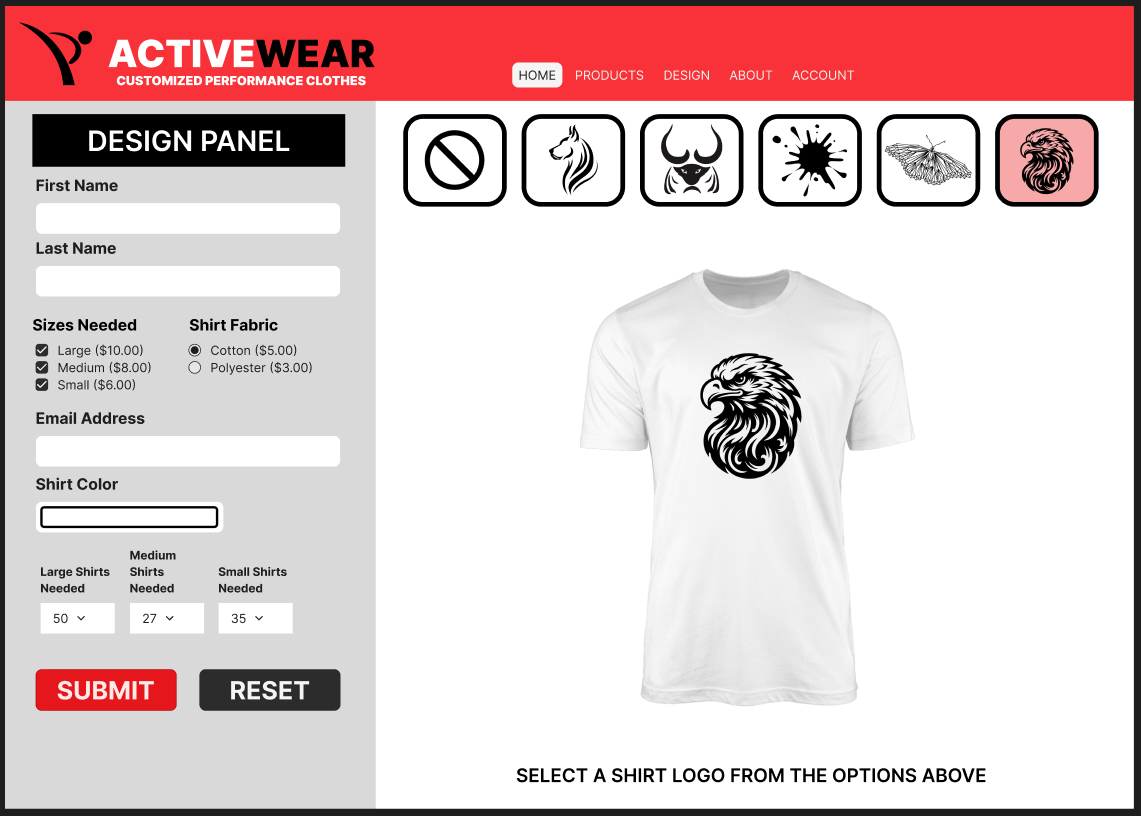 ACTIVEWEAR
CUSTOMIZED PERFORMANCE CLOTHES
HOME PRODUCTS DESIGN ABOUT ACCOUNT
DESIGN PANEL
First Name
Last Name
Sizes Needed
Large ($10.00)
Medium ($8.00)
Small ($6.00)
Shirt Fabric
Cotton ($5.00)
Polyester ($3.00)
Email Address
Shirt Color
Large Shirts
Needed
50
Medium
Shirts
Needed
27
Small Shirts
Needed
35
SUBMIT
RESET
SELECT A SHIRT LOGO FROM THE OPTIONS ABOVE